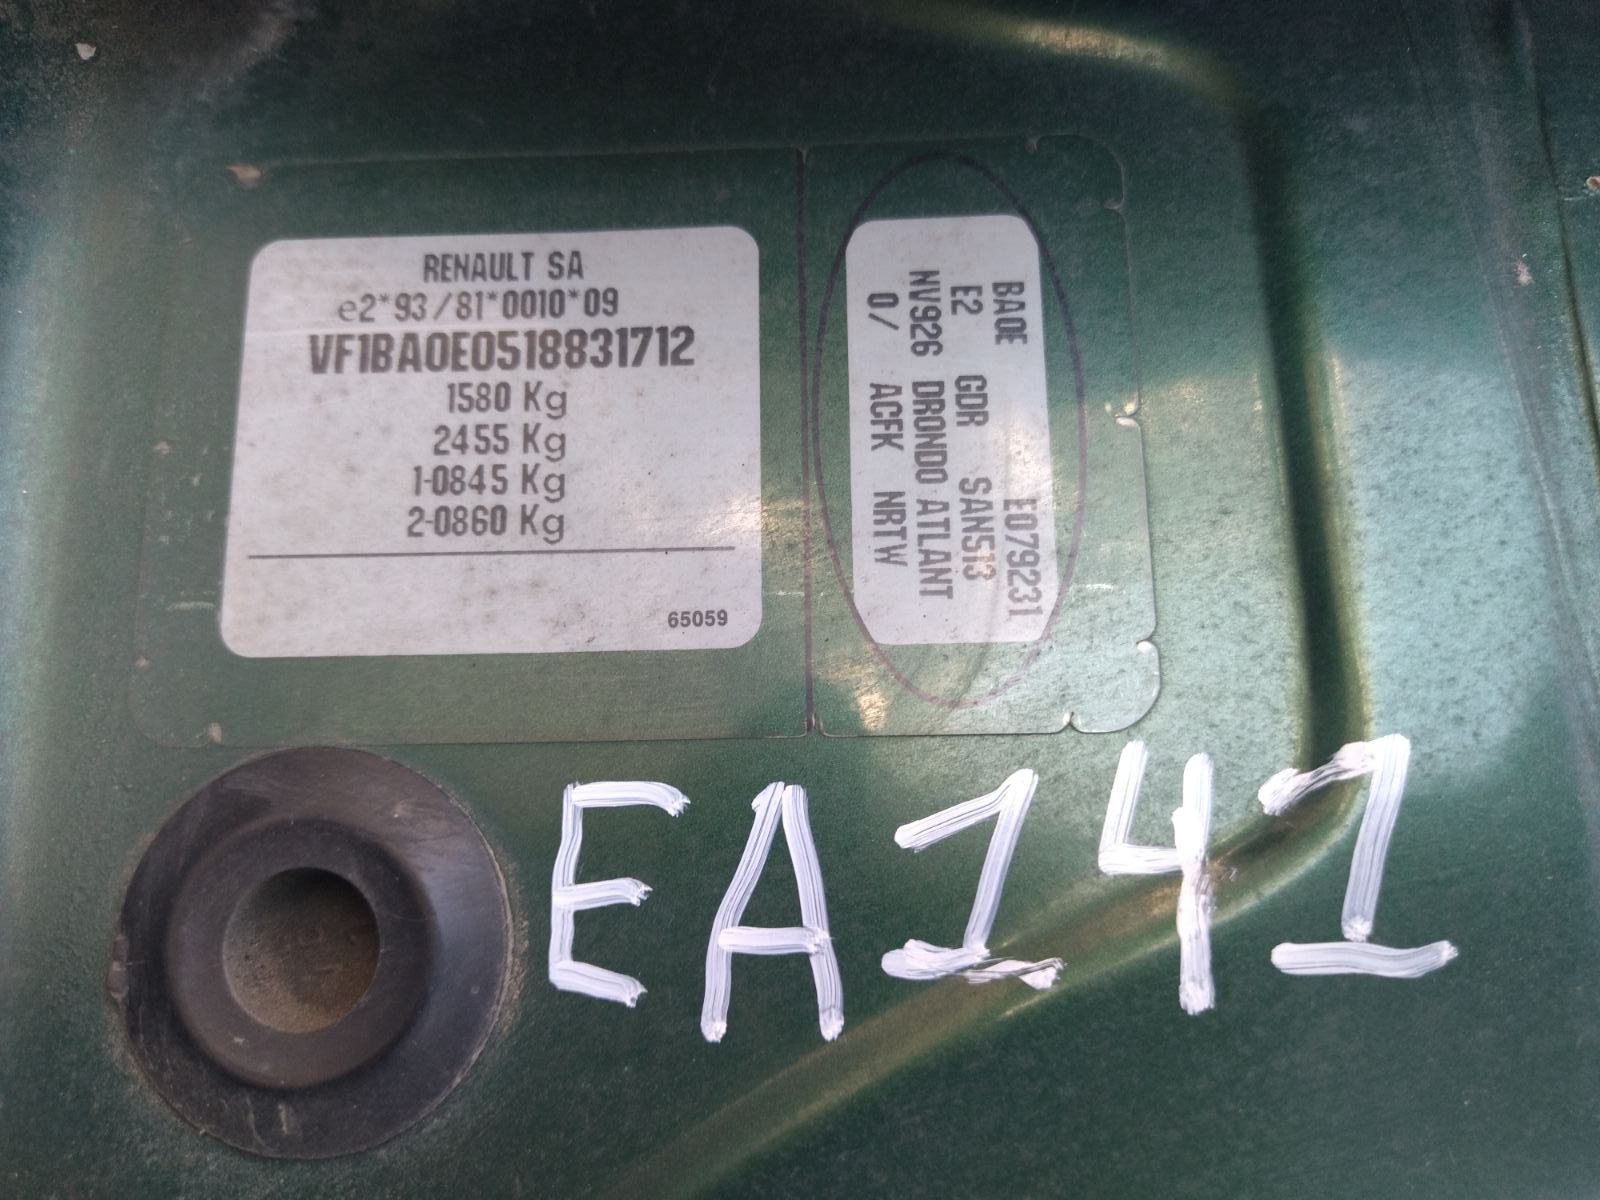 RENAULT SA
e2*93/81*0010*09
VF1BA0E0518831712
1580 Kg
2455 Kg
1-0845 Kg
2-0860 Kg
65059
BA0E E079231
E2 GDR SAN513
NV926 DRONDO ATLANT
0/ ACFK NRTW
EA141